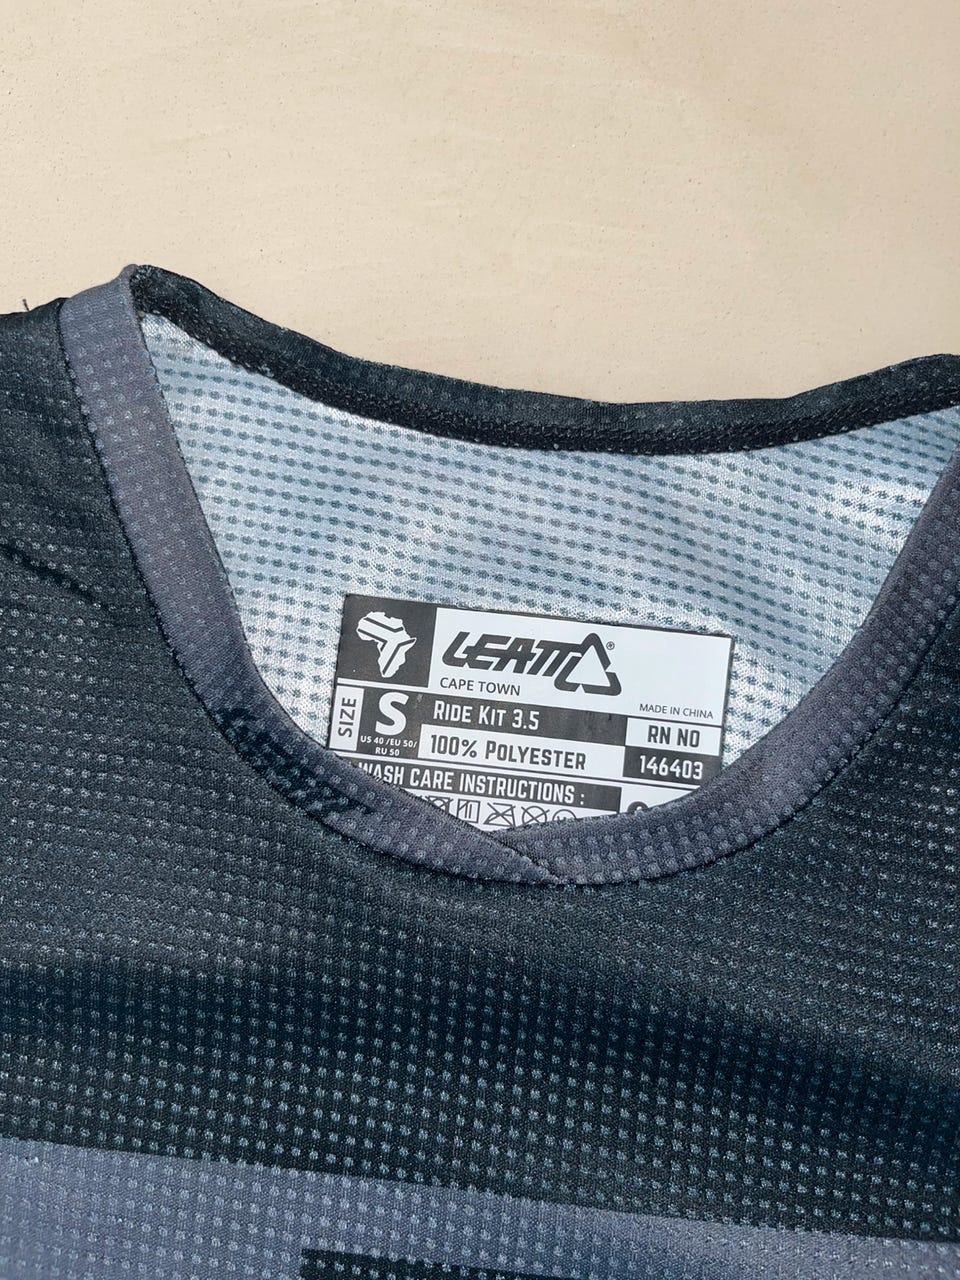 LEATT®
CAPE TOWN
MADE IN CHINA
SIZE
S
US 40 /EU 50/
RU 50
RIDE KIT 3.5
100% POLYESTER
RN NO
146403
WASH CARE INSTRUCTIONS :